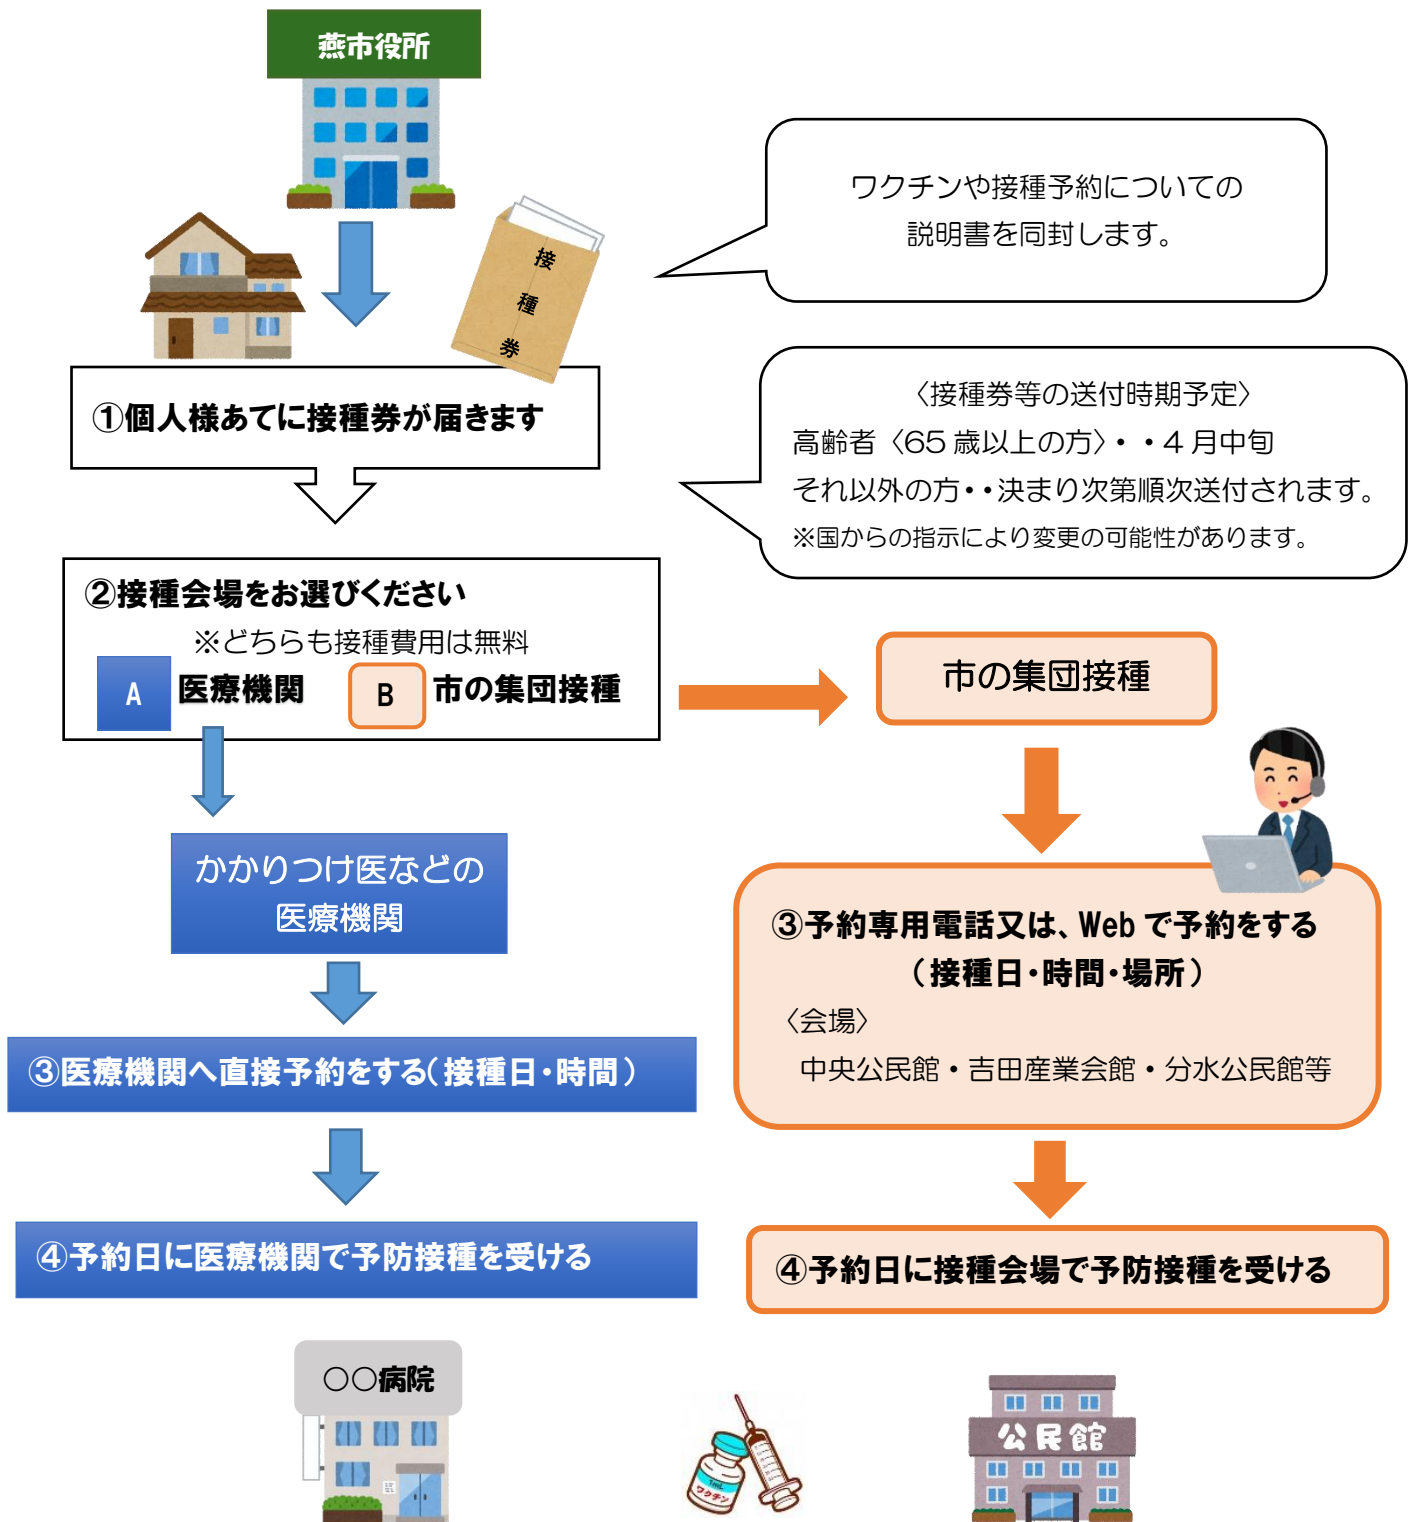 燕市役所
ワクチンや接種予約についての
説明書を同封します。
接種券
①個人様あてに接種券が届きます
〈接種券等の送付時期予定〉
高齢者〈65歳以上の方〉・・4月中旬
それ以外の方・・決まり次第順次送付されます。
※国からの指示により変更の可能性があります。
②接種会場をお選びください
※どちらも接種費用は無料
A 医療機関 B 市の集団接種
市の集団接種
かかりつけ医などの
医療機関
③医療機関へ直接予約をする(接種日・時間)
④予約日に医療機関で予防接種を受ける
③予約専用電話又は、Webで予約をする
(接種日・時間・場所)
〈会場〉
中央公民館・吉田産業会館・分水公民館等
④予約日に接種会場で予防接種を受ける
○○病院
1mL
ワクチン
公民館